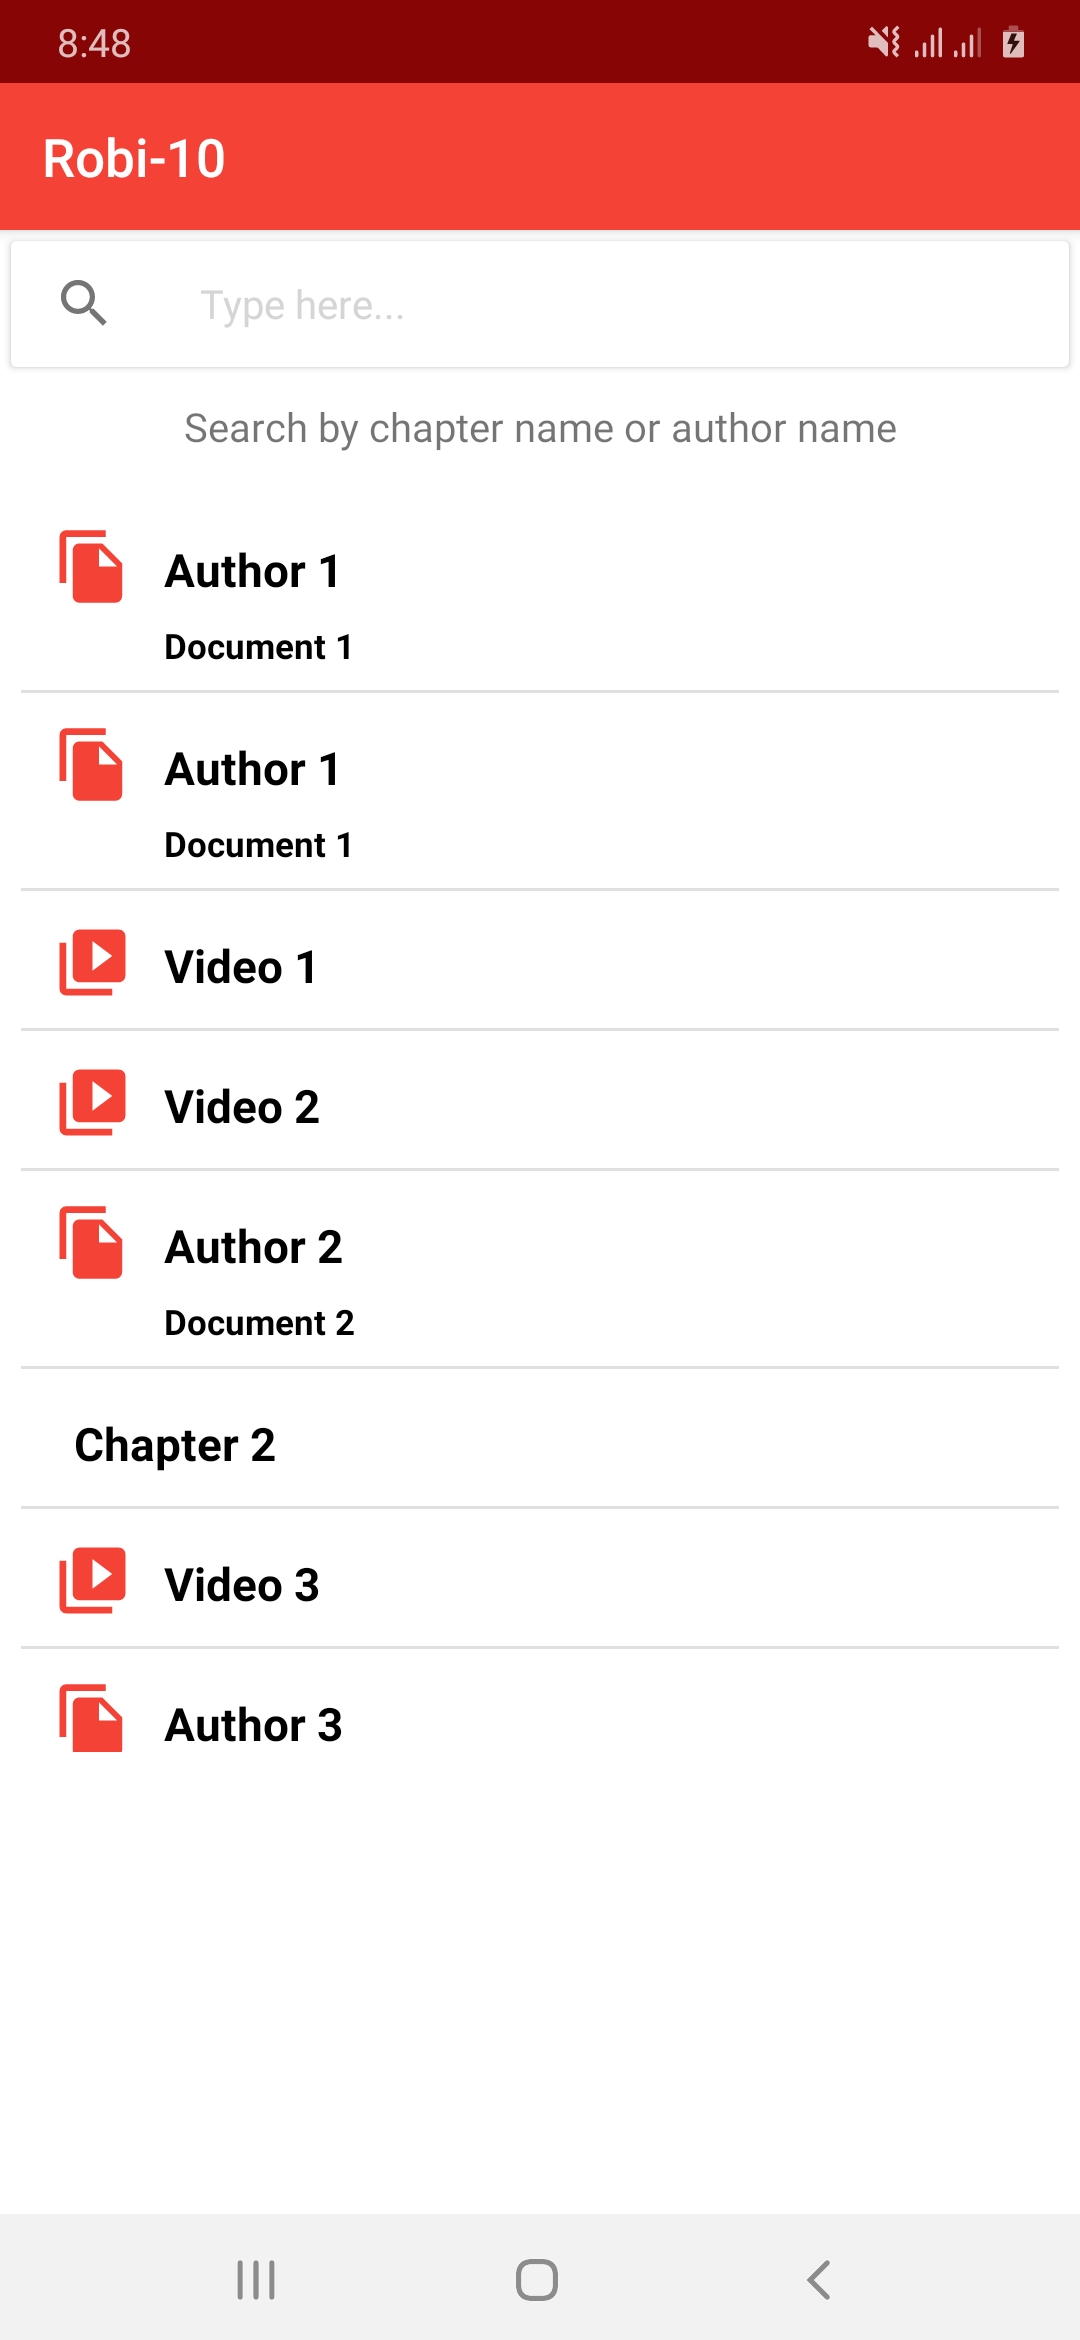 8:48
Robi-10
Type here...
Search by chapter name or author name
Author 1
Document 1
Author 1
Document 1
Video 1
Video 2
Author 2
Document 2
Chapter 2
Video 3
Author 3